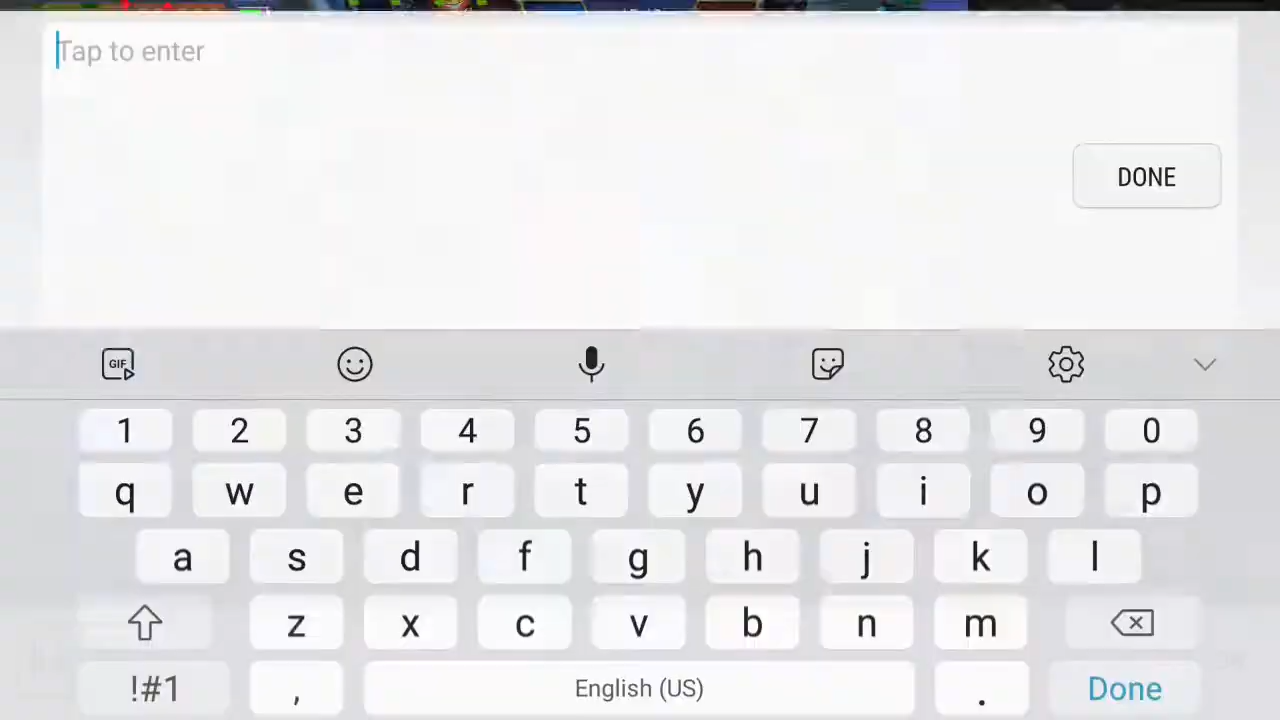 Tap to enter
DONE
GIF
1 2 3 4 5 6 7 8 9 0
q w e r t y u i o p
a s d f g h j k l
z x c v b n m
!#1 , English (US) . Done